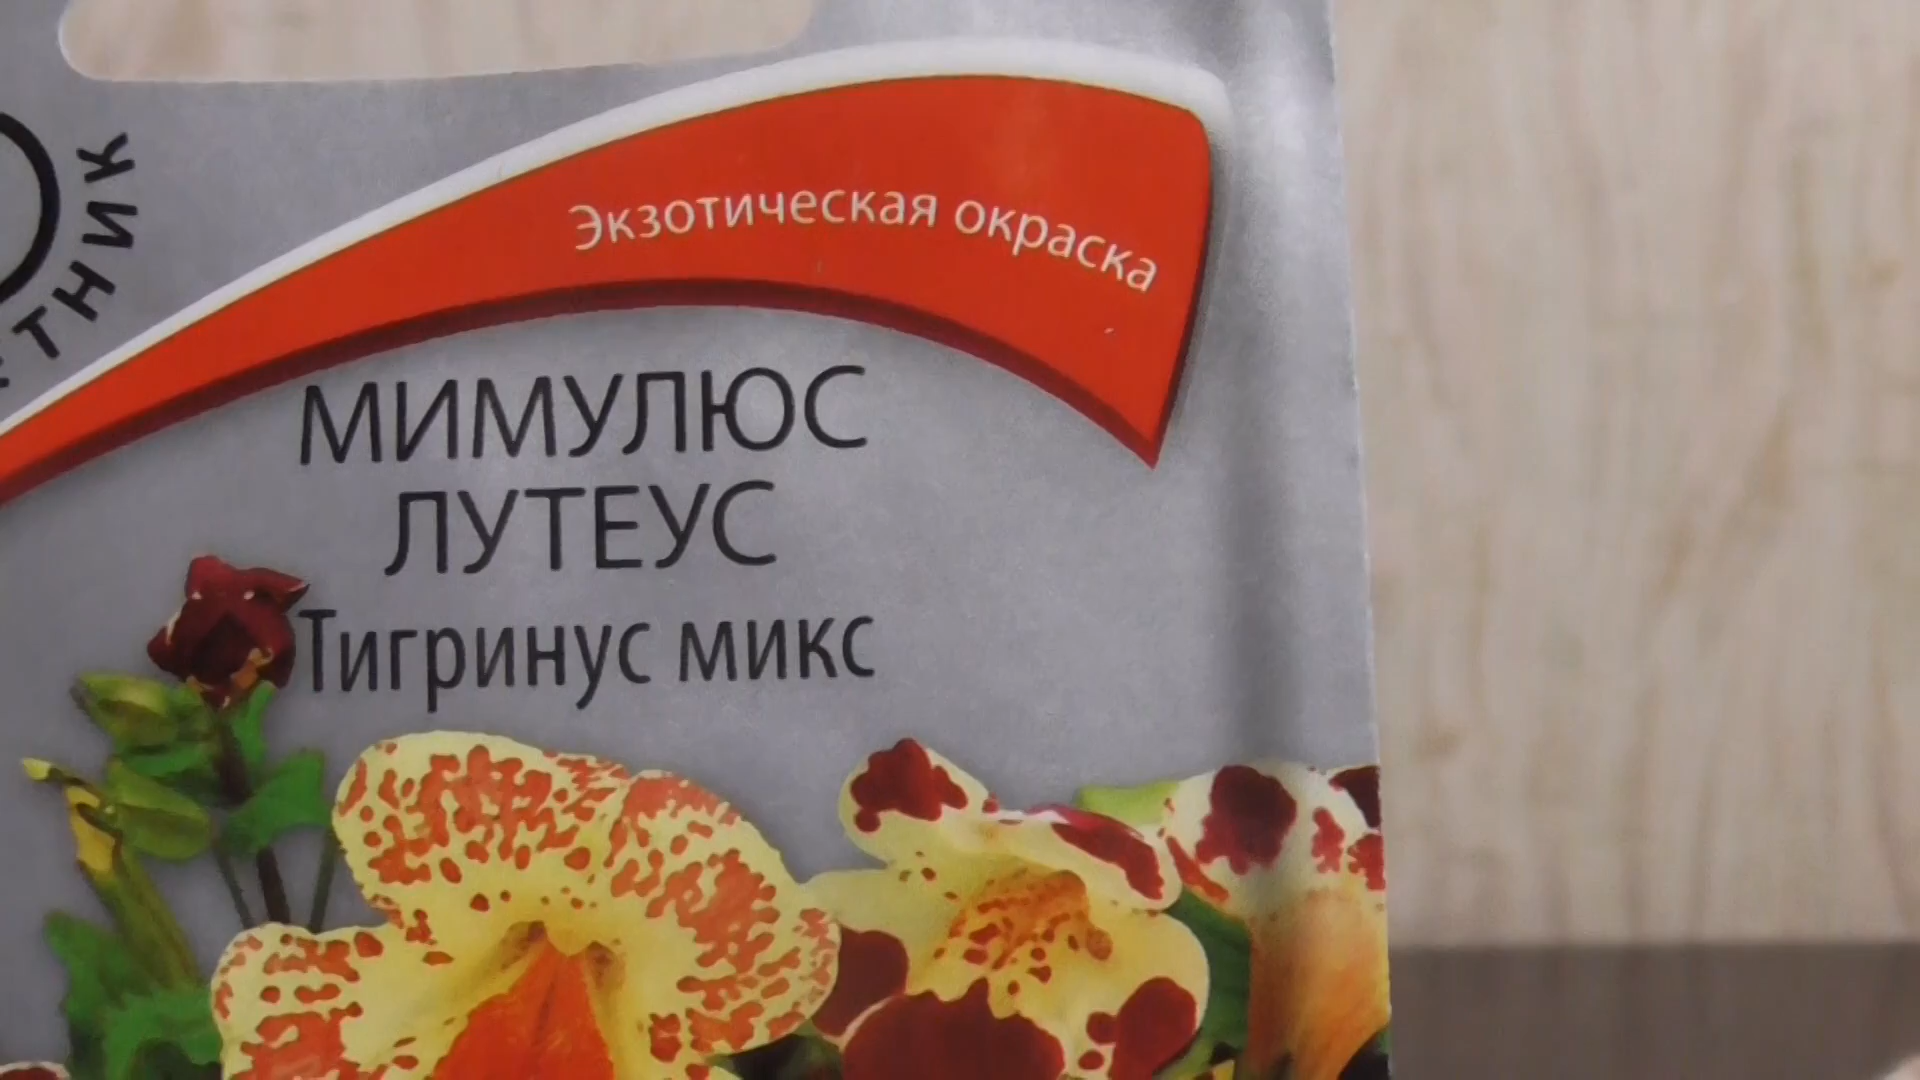 Экзотическая окраска
МИМУЛЮС
ЛУТЕУС
Тигринус микс